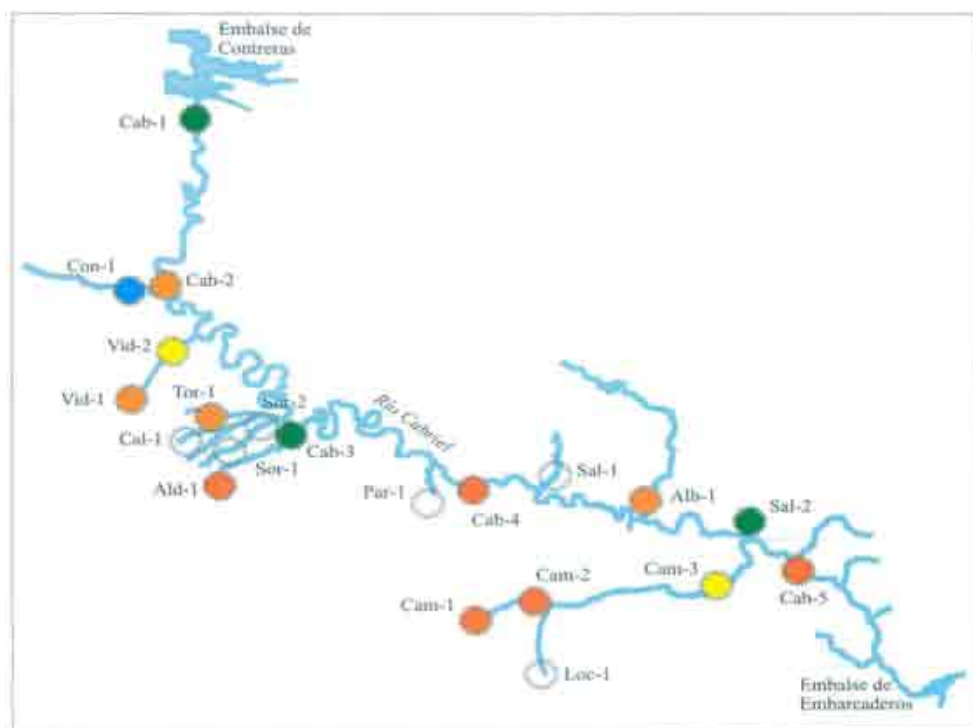 Embalse de
Contreras
Cab-1
Con-1
Cab-2
Vid-2
Vid-1
Tor-1
Sor-2
Cal-1
Cab-3
Sor-1
Ald-1
Río Cabriel
Par-1
Cab-4
Sal-1
Alb-1
Sal-2
Cam-3
Cab-5
Cam-2
Cam-1
Loc-1
Embalse de
Embarcaderos